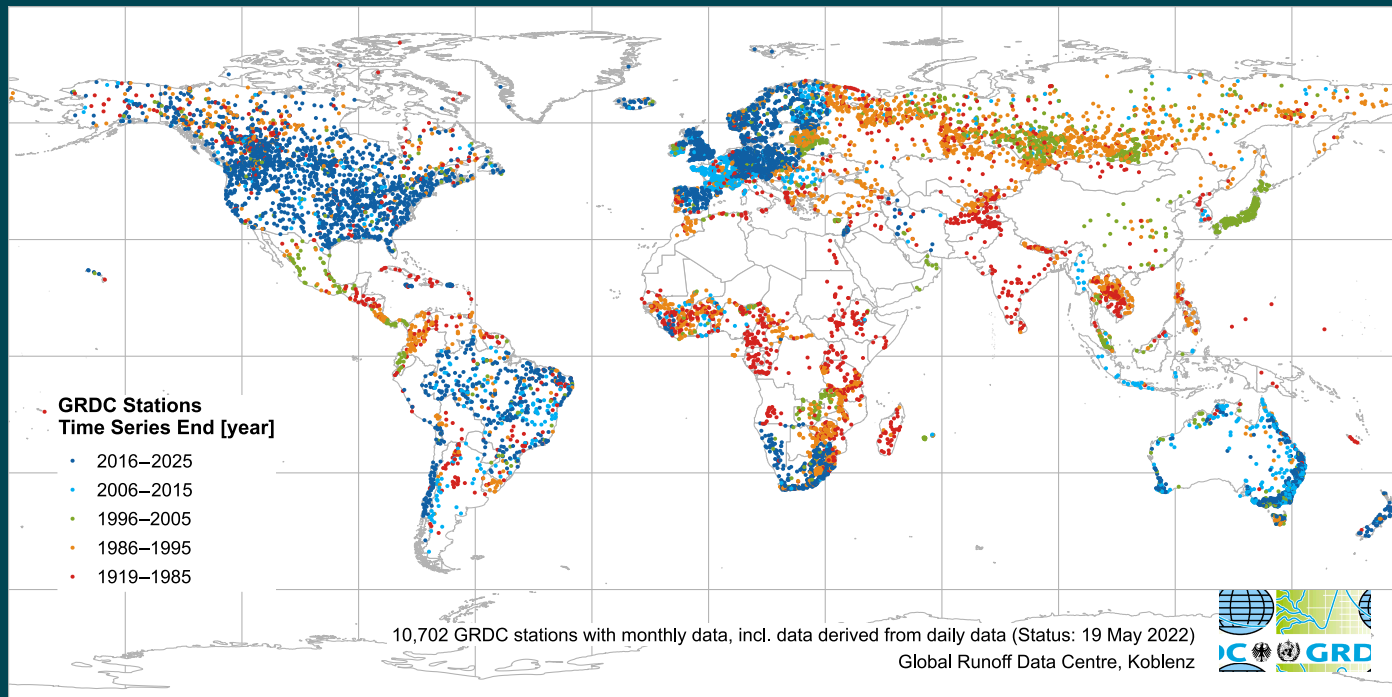 GRDC Stations
Time Series End [year]
2016–2025
2006–2015
1996–2005
1986–1995
1919–1985
10,702 GRDC stations with monthly data, incl. data derived from daily data (Status: 19 May 2022)
Global Runoff Data Centre, Koblenz
DC GRD